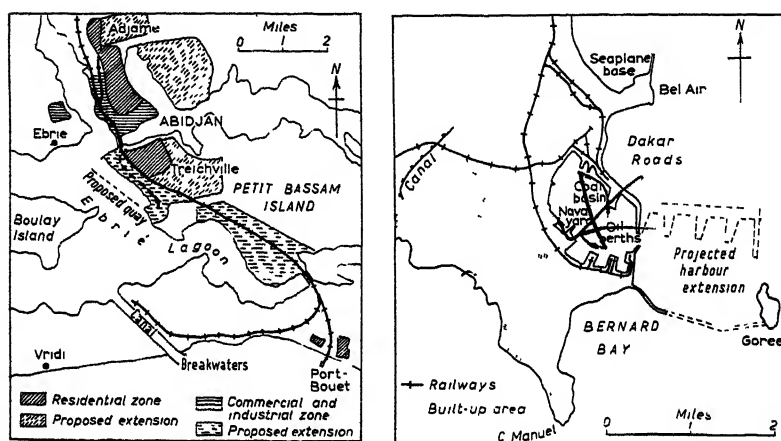 Adjame
Miles
0 1 2
N
ABIDJAN
Ebrie
Treichville
PETIT BASSAM
ISLAND
Proposed quay
Boulay
Island
Ebrié Lagoon
Canal
Vridi
Breakwaters
Port-
Bouet
Residential zone
Proposed extension
Commercial and
industrial zone
Proposed extension
Seaplane
base
N
Bel Air
Dakar
Roads
Canal
Coal
basin
Naval
yard
Oil
berths
Projected
harbour
extension
BERNARD
BAY
Goree
Railways
Built-up area
C Manuel
Miles
0 1 2